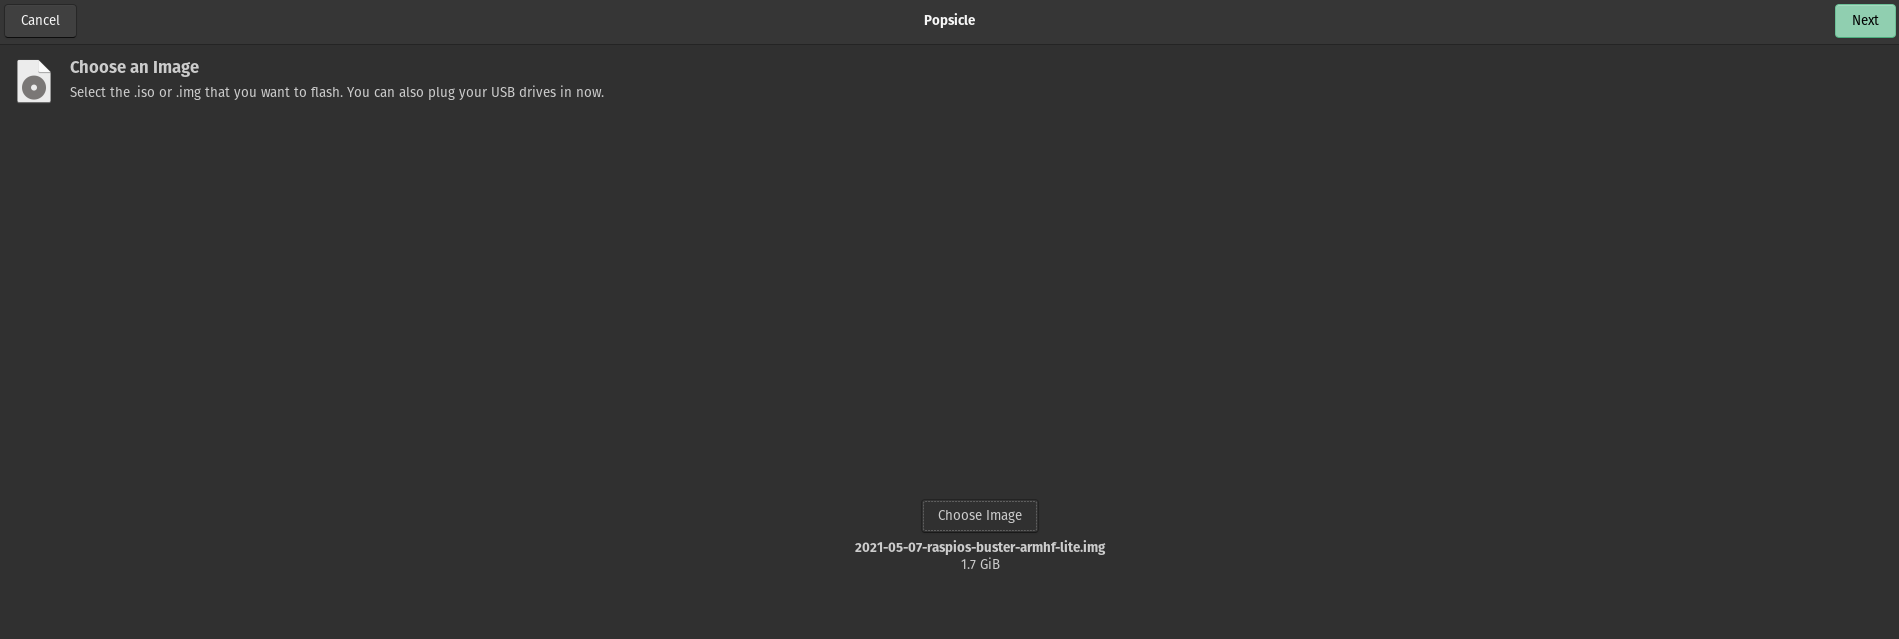 Cancel
Popsicle
Next
Choose an Image
Select the .iso or .img that you want to flash. You can also plug your USB drives in now.
Choose Image
2021-05-07-raspios-buster-armhf-lite.img
1.7 GiB